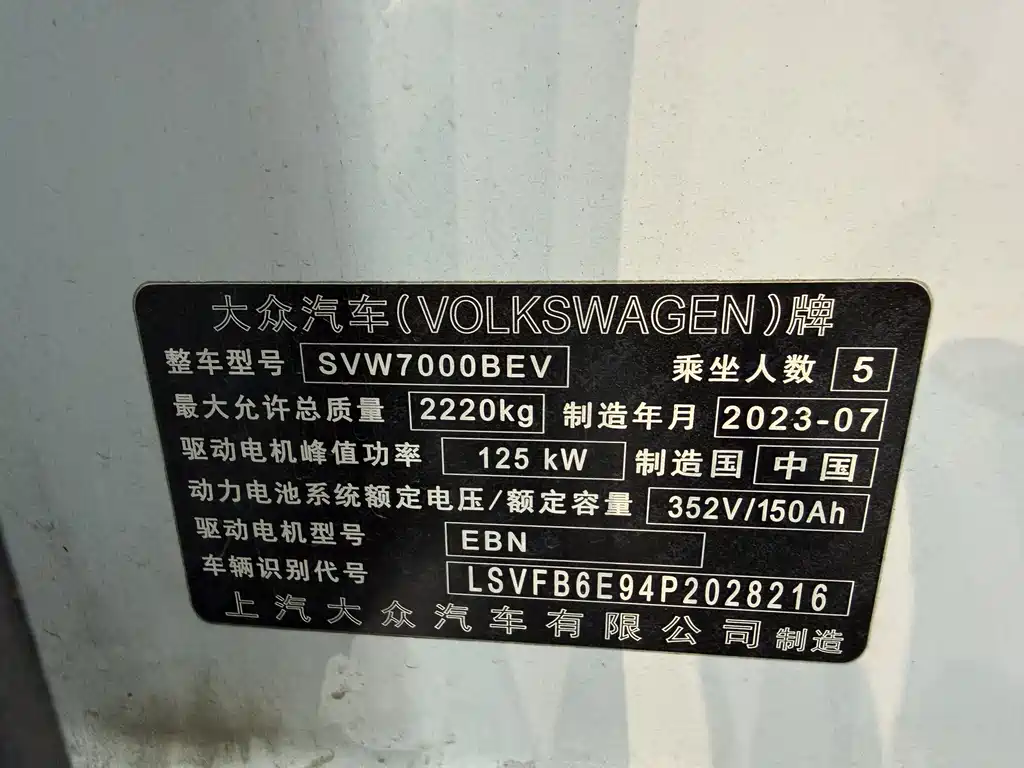 大众汽车(VOLKSWAGEN)牌
整车型号 SVW7000BEV 乘坐人数 5
最大允许总质量 2220kg 制造年月 2023-07
驱动电机峰值功率 125 kW 制造国 中国
动力电池系统额定电压/额定容量 352V/150Ah
驱动电机型号 EBN
车辆识别代号 LSVFB6E94P2028216
上汽大众汽车有限公司 制造